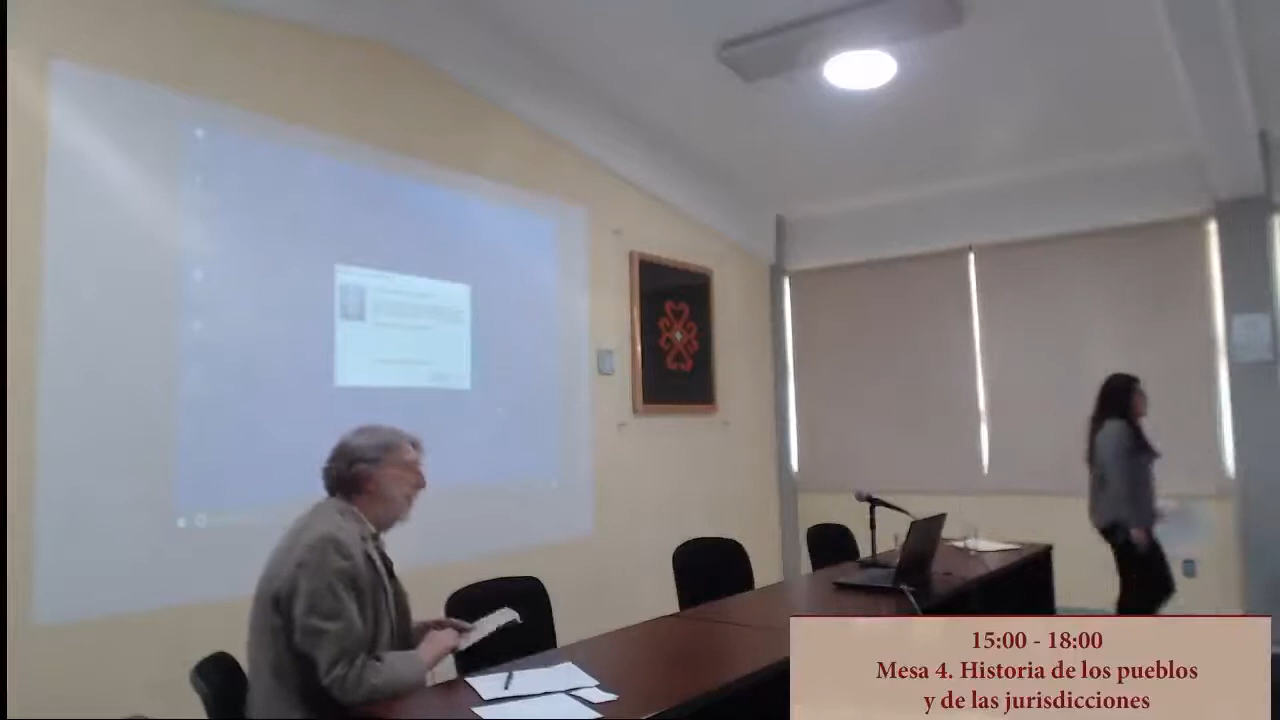 15:00 - 18:00
Mesa 4. Historia de los pueblos
y de las jurisdicciones